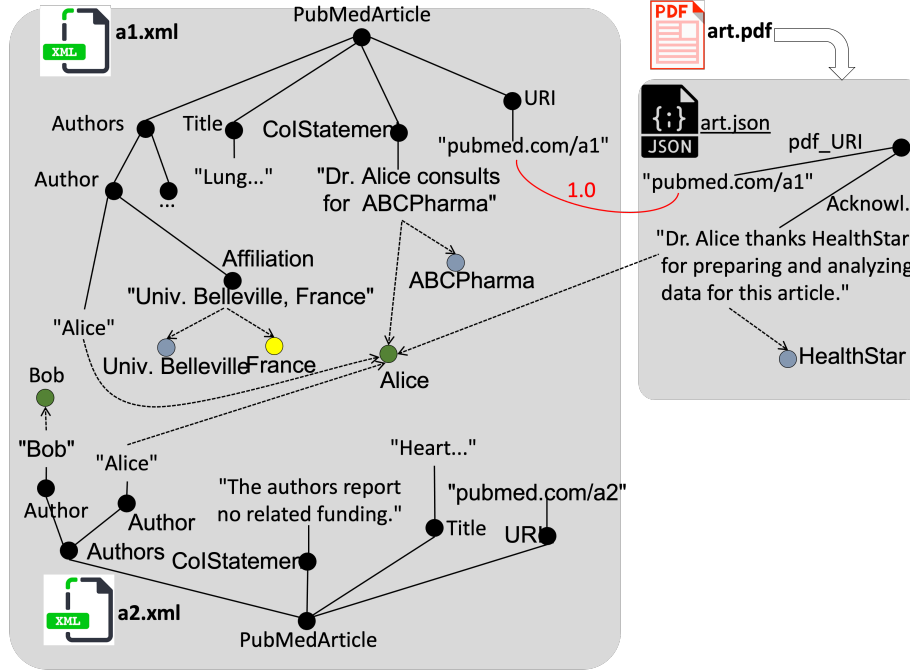 PubMedArticle
XML
a1.xml
PDF
art.pdf
Authors
Title
CoIStatemen
URI
{;}
JSON
art.json
pdf_URI
"pubmed.com/a1"
"Lung..."
Author
...
"Dr. Alice consults
for ABCPharma"
1.0
"pubmed.com/a1"
Acknowl.
Affiliation
"Univ. Belleville, France"
ABCPharma
"Dr. Alice thanks HealthStar
for preparing and analyzing
data for this article."
"Alice"
Univ. Belleville
France
Alice
HealthStar
Bob
"Bob"
"Alice"
"Heart..."
"The authors report
no related funding."
"pubmed.com/a2"
Author
Author
Title
URI
Authors
CoIStatemen
XML
a2.xml
PubMedArticle